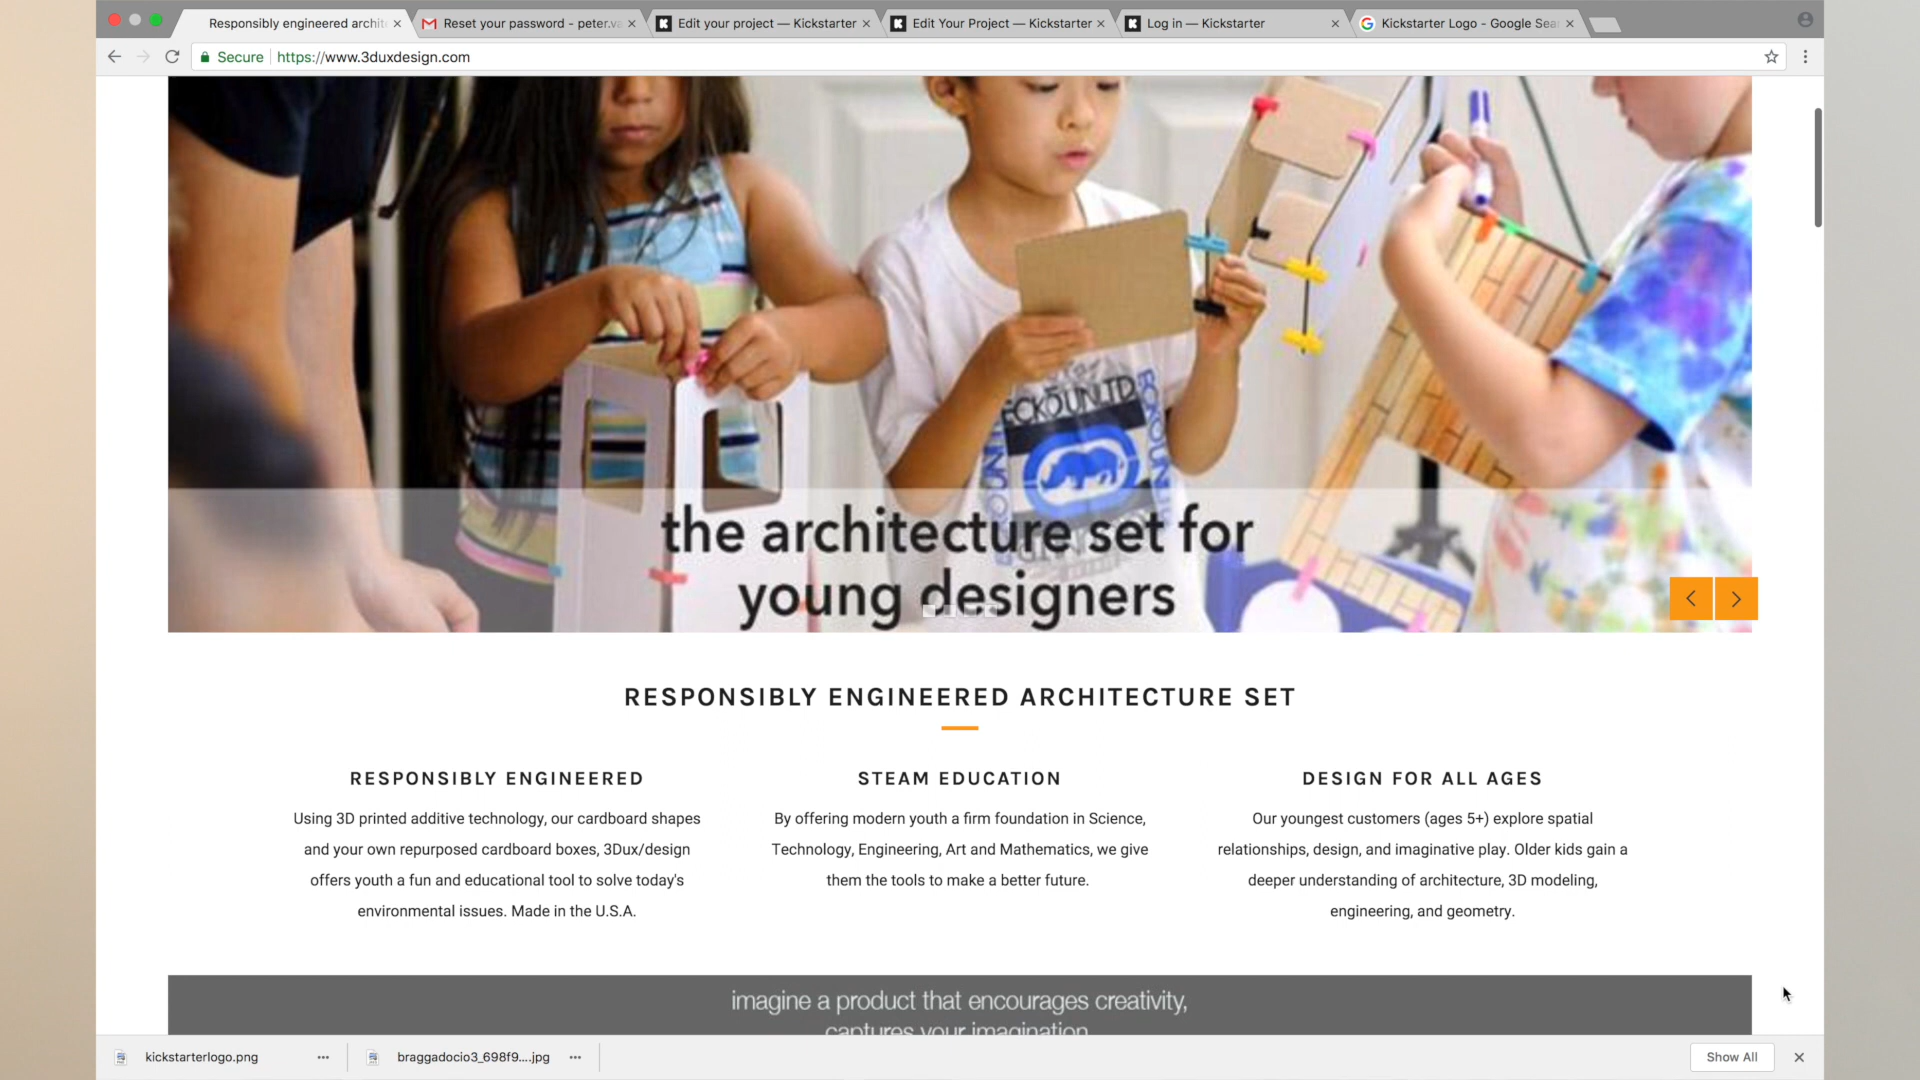 Responsibly engineered archit
Reset your password - peter.va
Edit your project — Kickstarter
Edit Your Project — Kickstarter
Log in — Kickstarter
Kickstarter Logo - Google Sea
Secure
https://www.3duxdesign.com
ECKO UNLTD
the architecture set for
young designers
RESPONSIBLY ENGINEERED ARCHITECTURE SET
RESPONSIBLY ENGINEERED
Using 3D printed additive technology, our cardboard shapes
and your own repurposed cardboard boxes, 3Dux/design
offers youth a fun and educational tool to solve today's
environmental issues. Made in the U.S.A.
STEAM EDUCATION
By offering modern youth a firm foundation in Science,
Technology, Engineering, Art and Mathematics, we give
them the tools to make a better future.
DESIGN FOR ALL AGES
Our youngest customers (ages 5+) explore spatial
relationships, design, and imaginative play. Older kids gain a
deeper understanding of architecture, 3D modeling,
engineering, and geometry.
imagine a product that encourages creativity,
captures your imagination
kickstarterlogo.png
braggadocio3_698f9....jpg
Show All